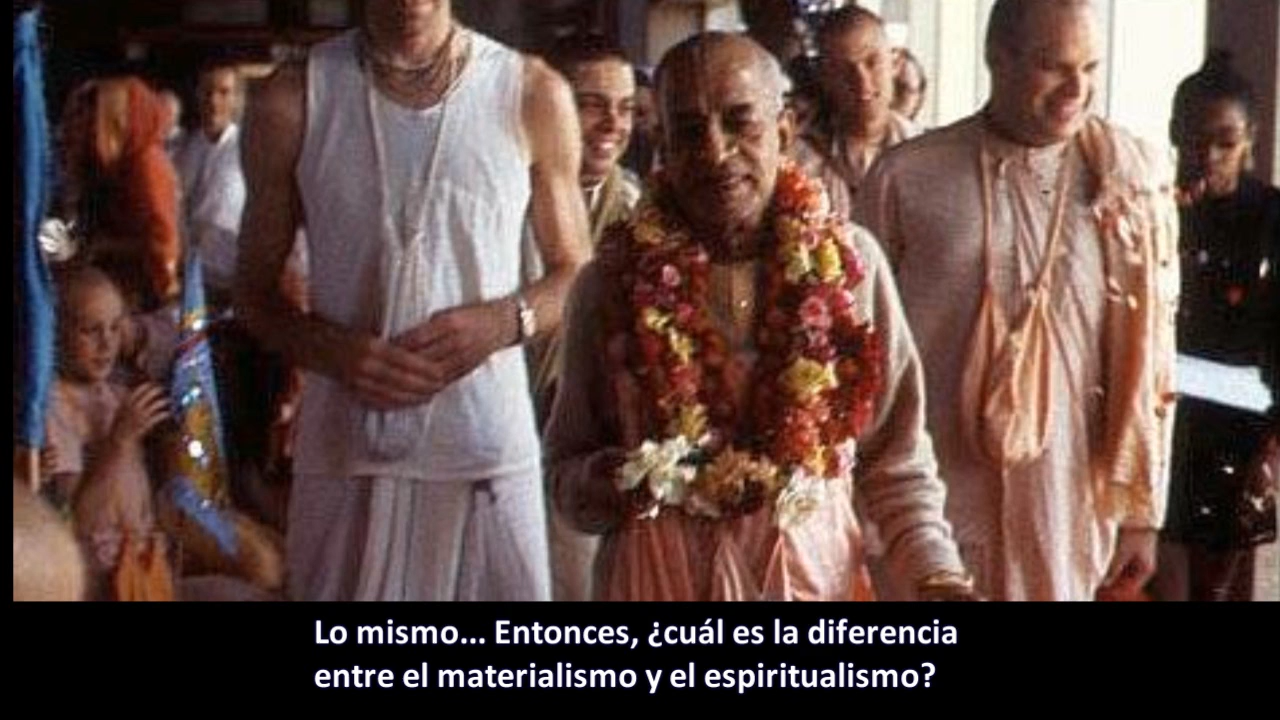 Lo mismo... Entonces, ¿cuál es la diferencia
entre el materialismo y el espiritualismo?